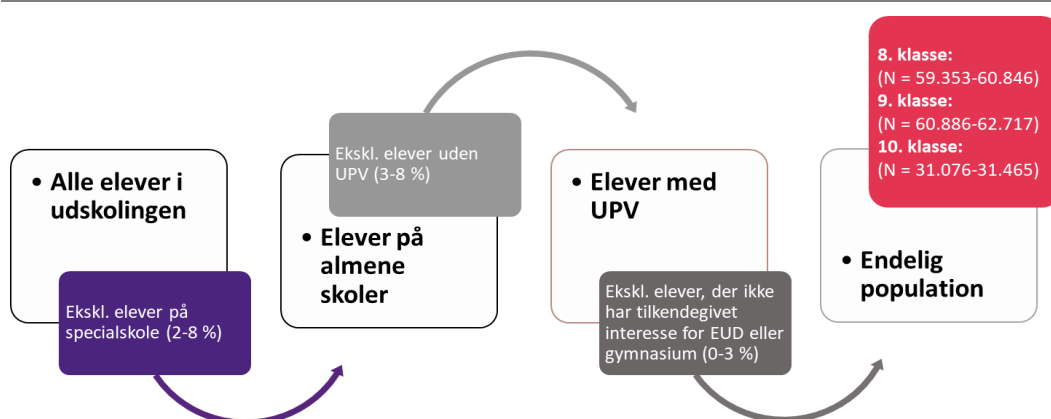 • Alle elever i
udskolingen
Ekskl. elever på
specialskole (2-8 %)
Ekskl. elever uden
UPV (3-8 %)
• Elever på
almene
skoler
• Elever med
UPV
Ekskl. elever, der ikke
har tilkendegivet
interesse for EUD eller
gymnasium (0-3 %)
8. klasse:
(N = 59.353-60.846)
9. klasse:
(N = 60.886-62.717)
10. klasse:
(N = 31.076-31.465)
• Endelig
population